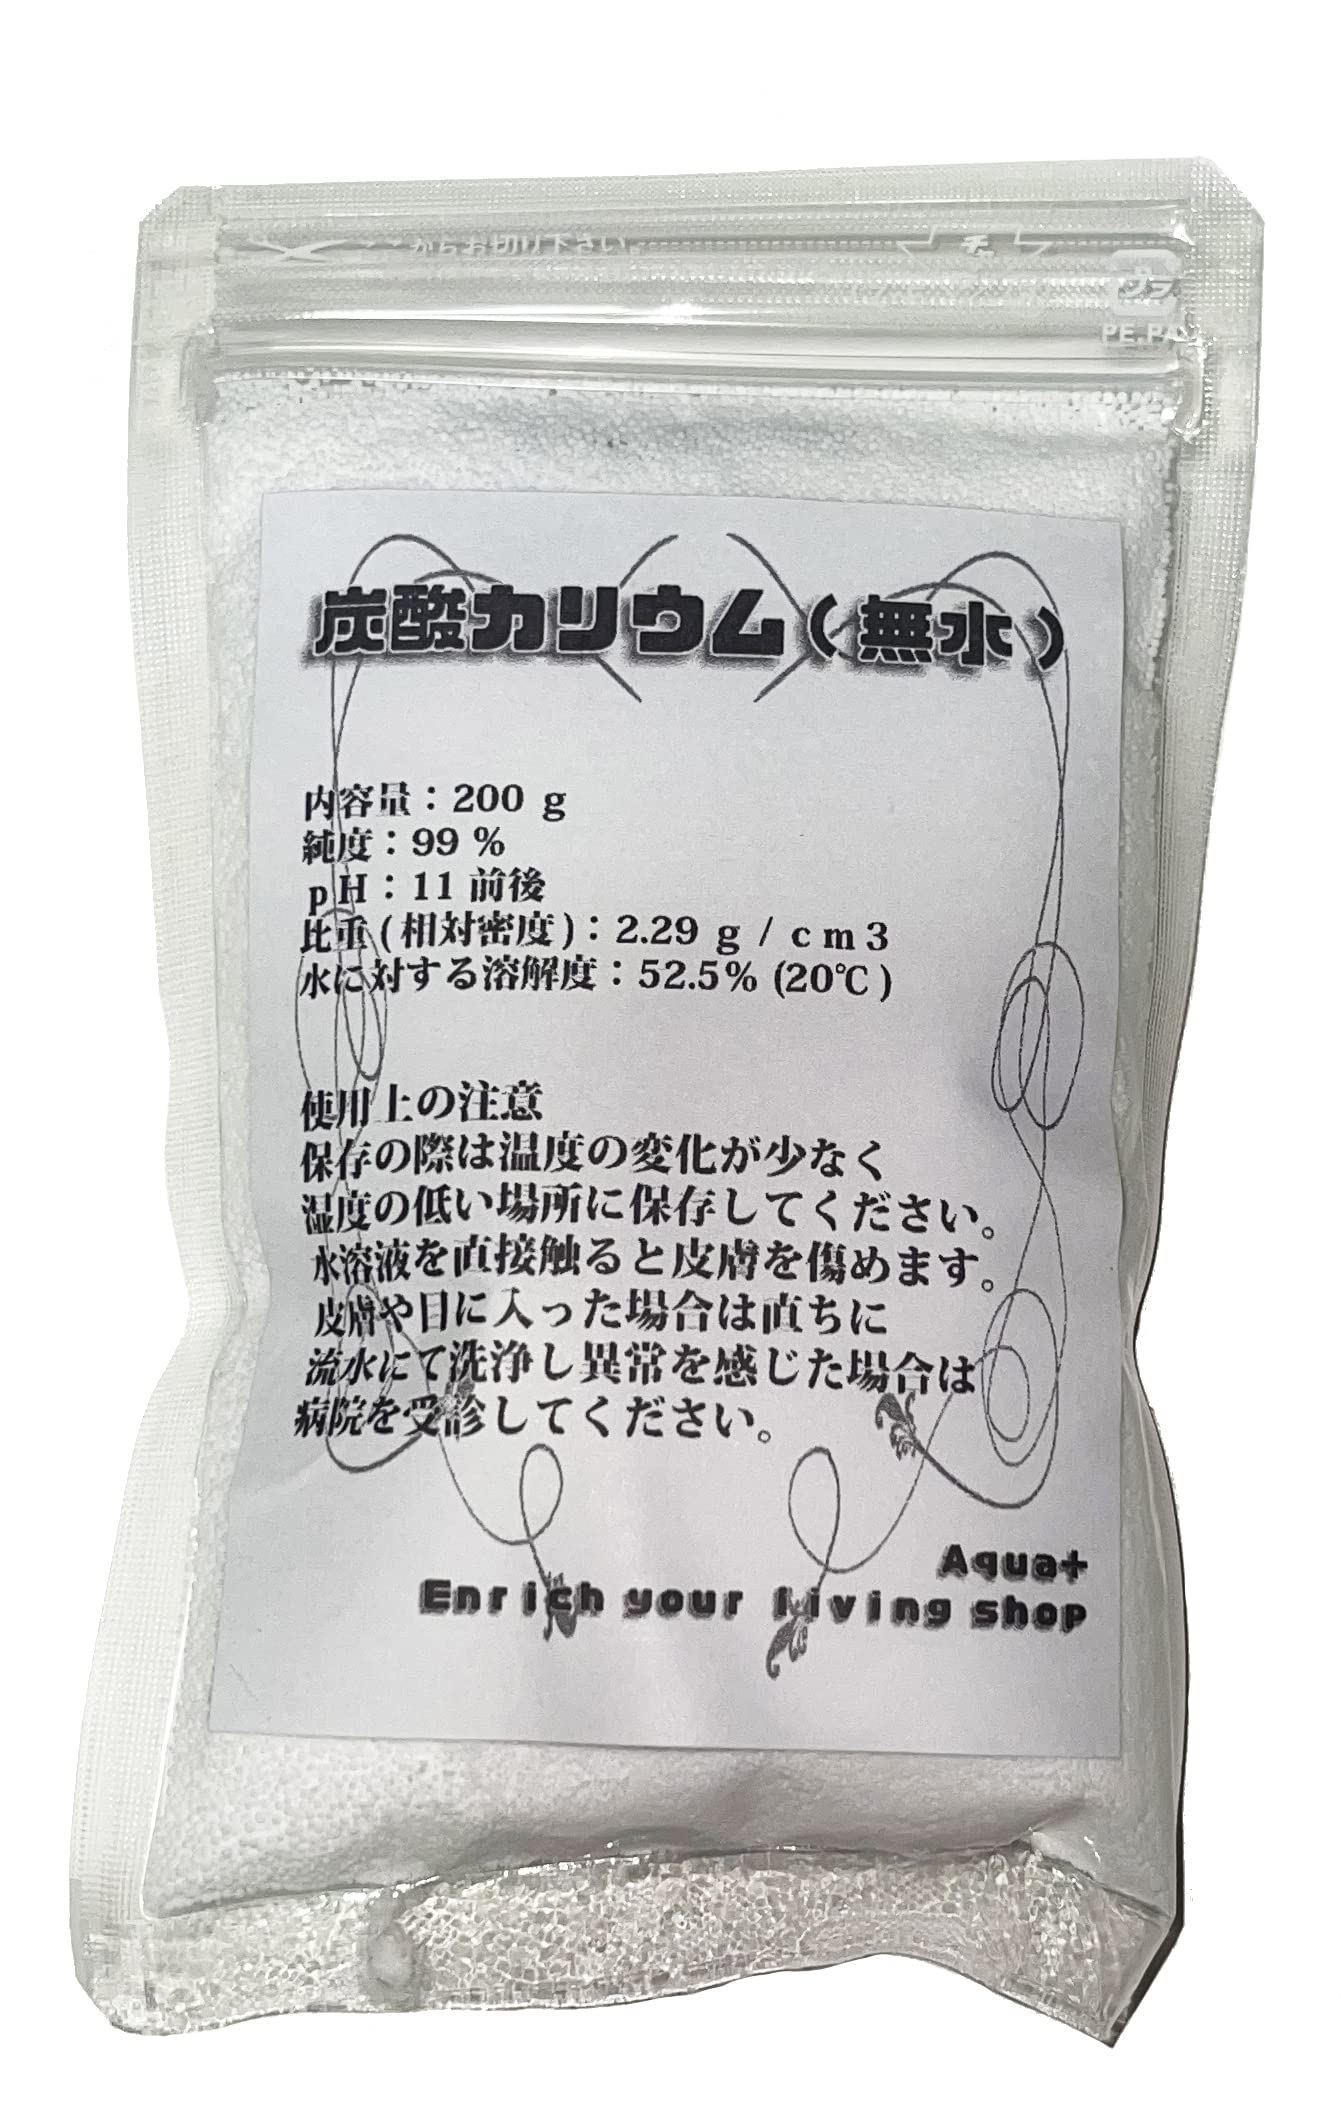 からお切り下さい。
プラ
PE,PA
炭酸カリウム(無水)
内容量:200 g
純度:99 %
pH:11 前後
比重(相対密度):2.29 g / cm3
水に対する溶解度:52.5% (20℃)
使用上の注意
保存の際は温度の変化が少なく
湿度の低い場所に保存してください。
水溶液を直接触ると皮膚を傷めます。
皮膚や目に入った場合は直ちに
流水にて洗浄し異常を感じた場合は
病院を受診してください。
Aqua+
Enrich your living shop